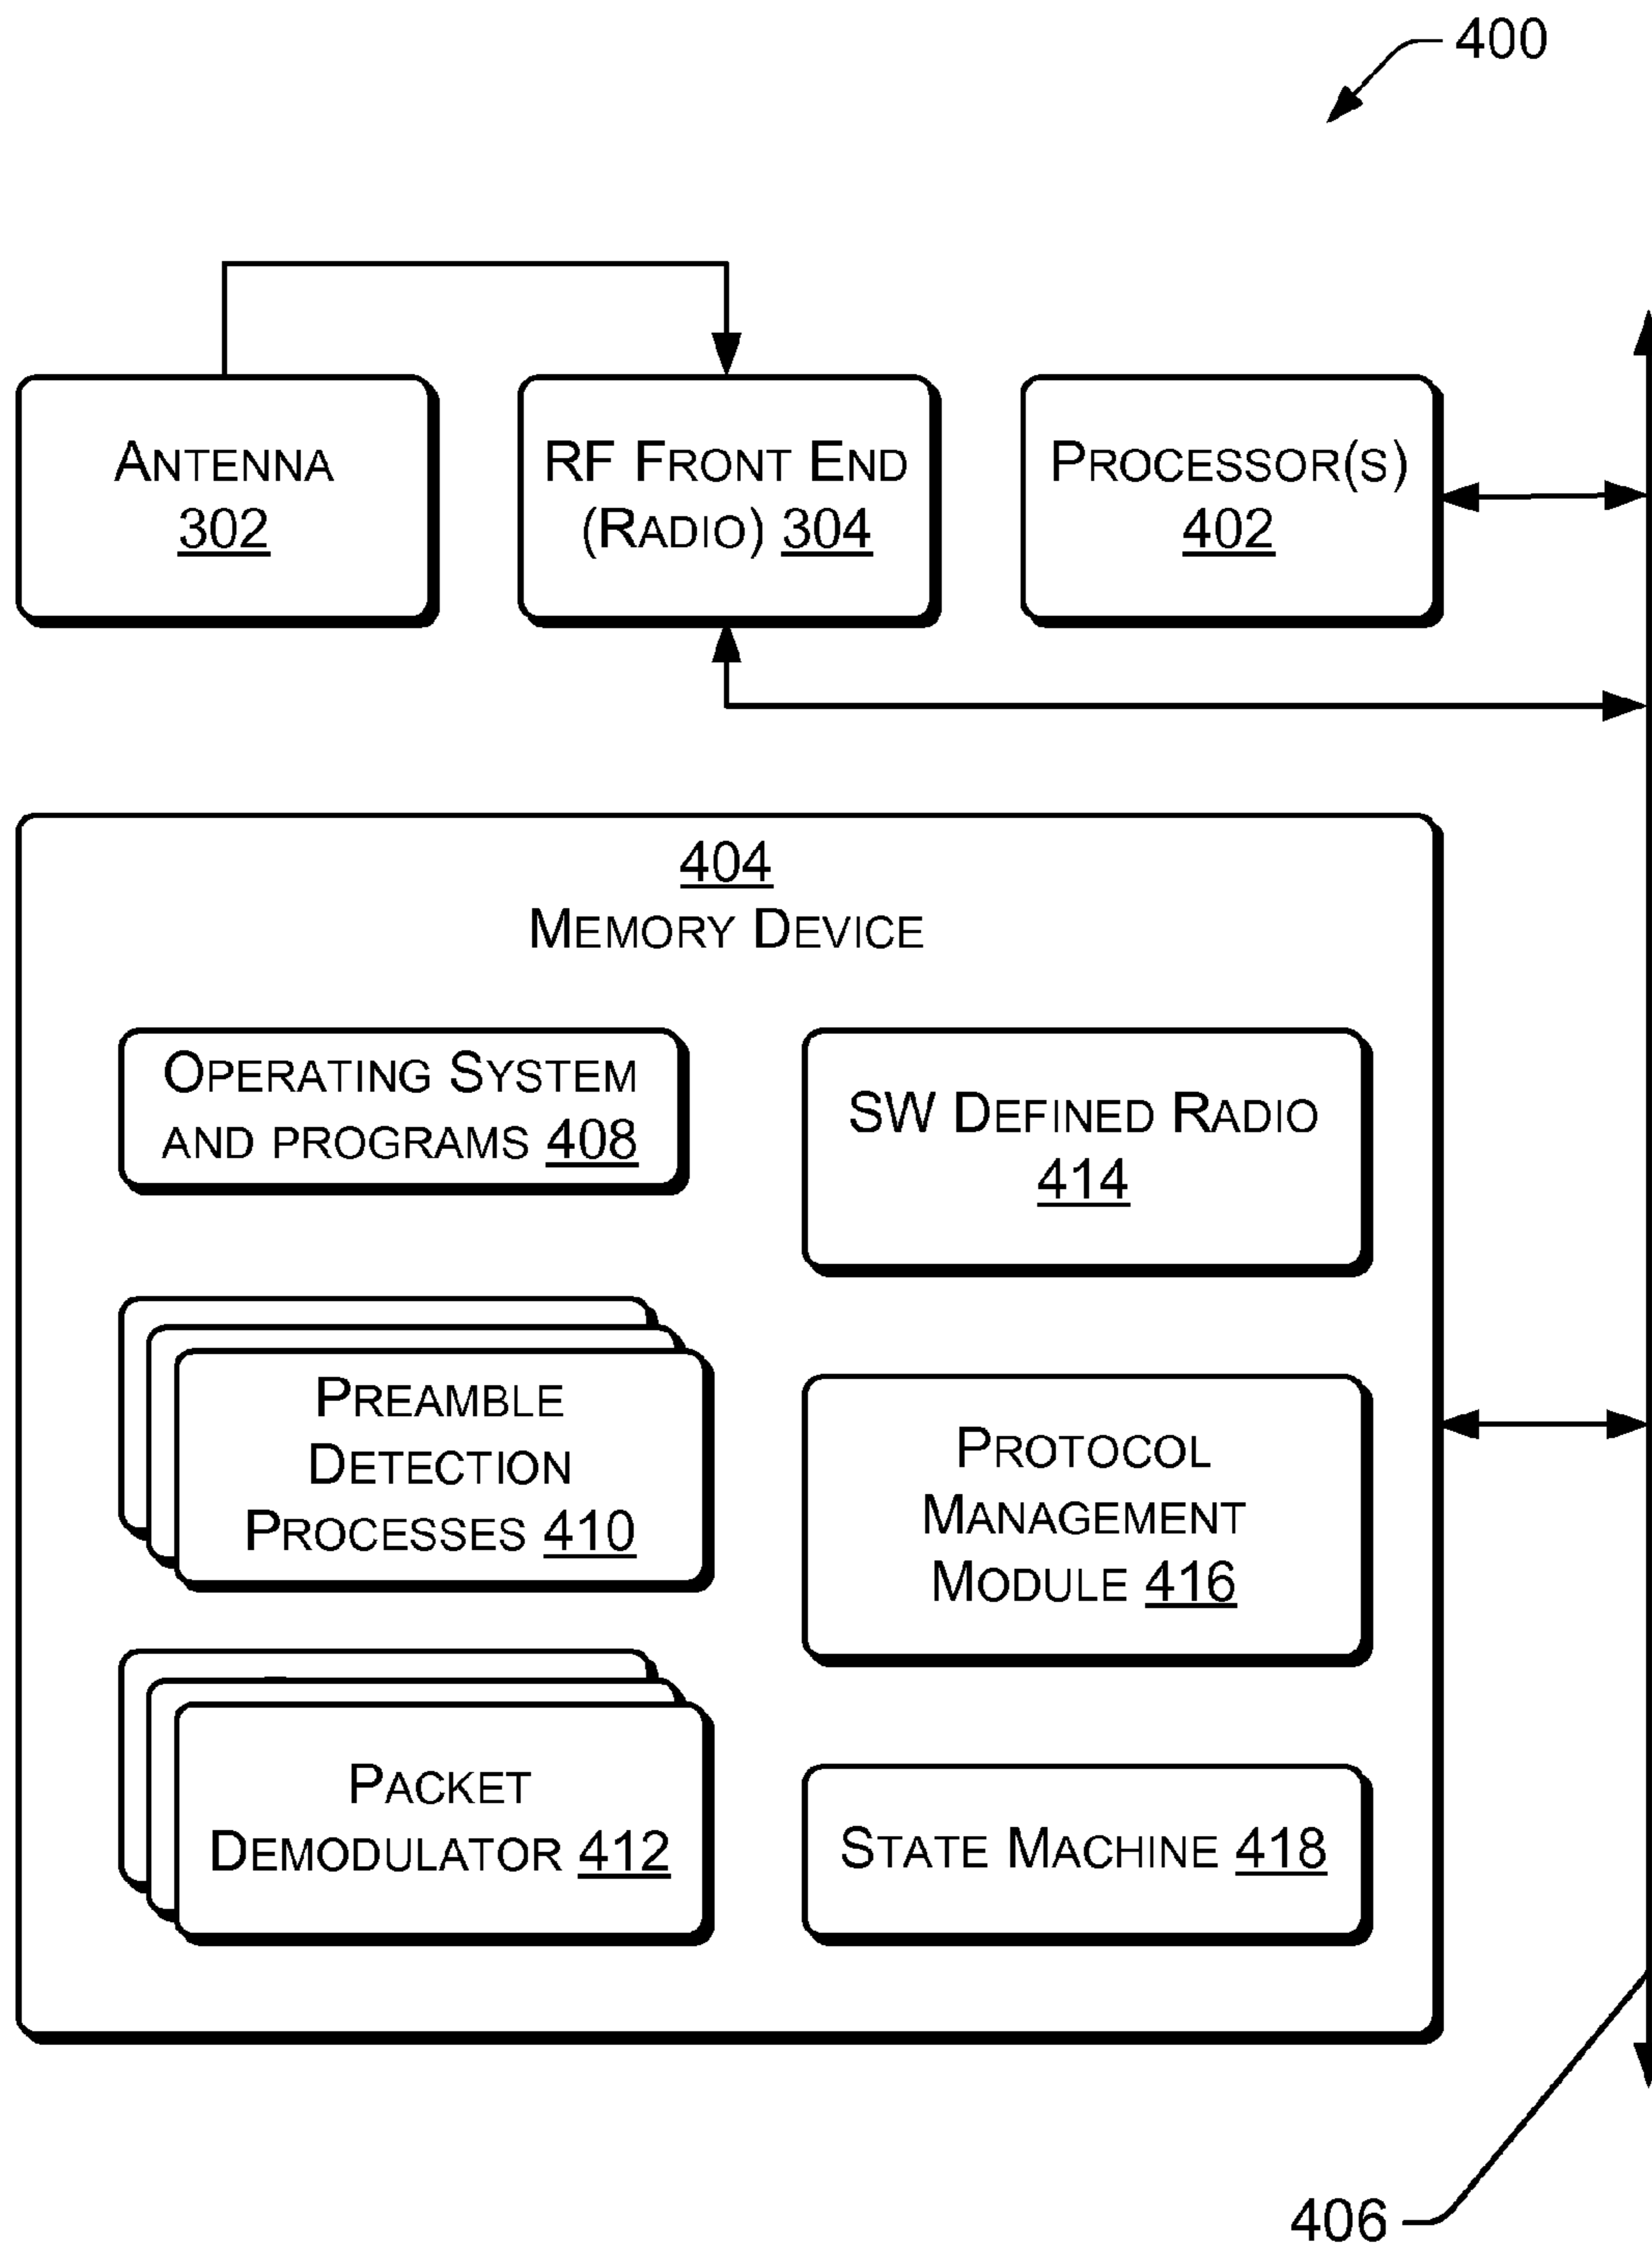 400
ANTENNA
302
RF FRONT END
(RADIO) 304
PROCESSOR(S)
402
404
MEMORY DEVICE
OPERATING SYSTEM
AND PROGRAMS 408
SW DEFINED RADIO
414
PREAMBLE
DETECTION
PROCESSES 410
PROTOCOL
MANAGEMENT
MODULE 416
PACKET
DEMODULATOR 412
STATE MACHINE 418
406